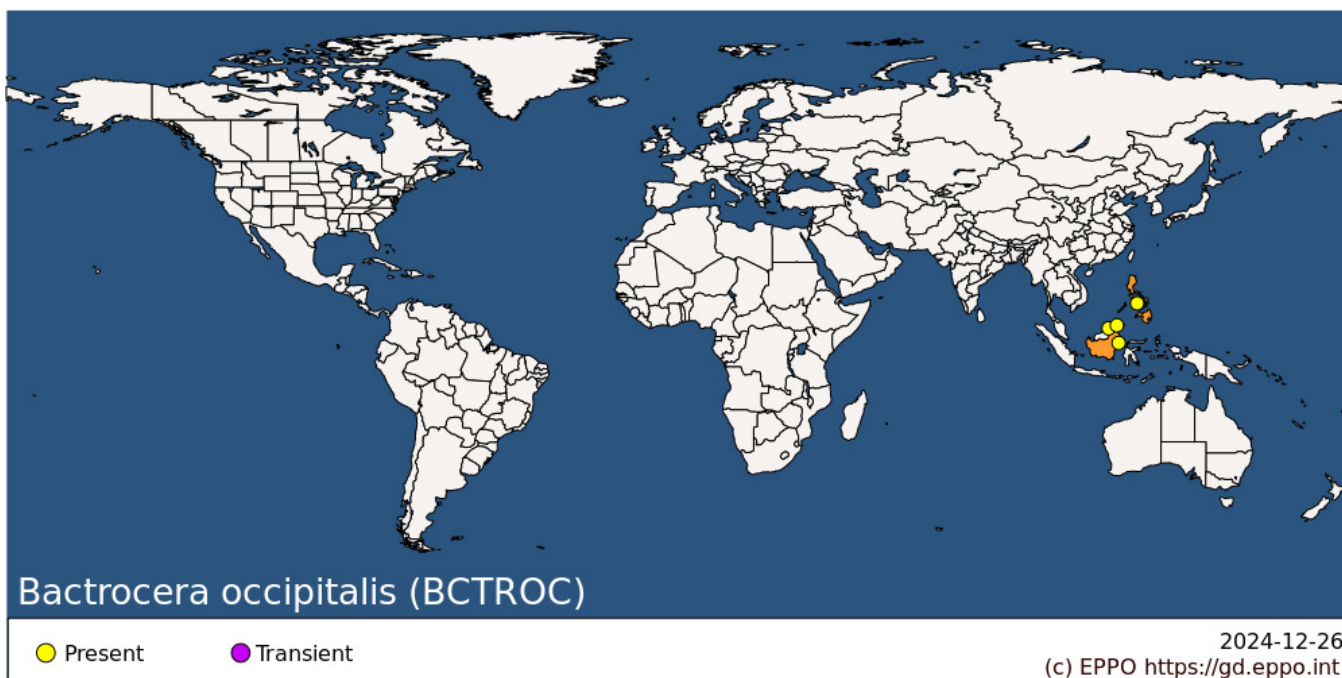 Bactrocera occipitalis (BCTROC)
Present
Transient
2024-12-26
(c) EPPO https://gd.eppo.int